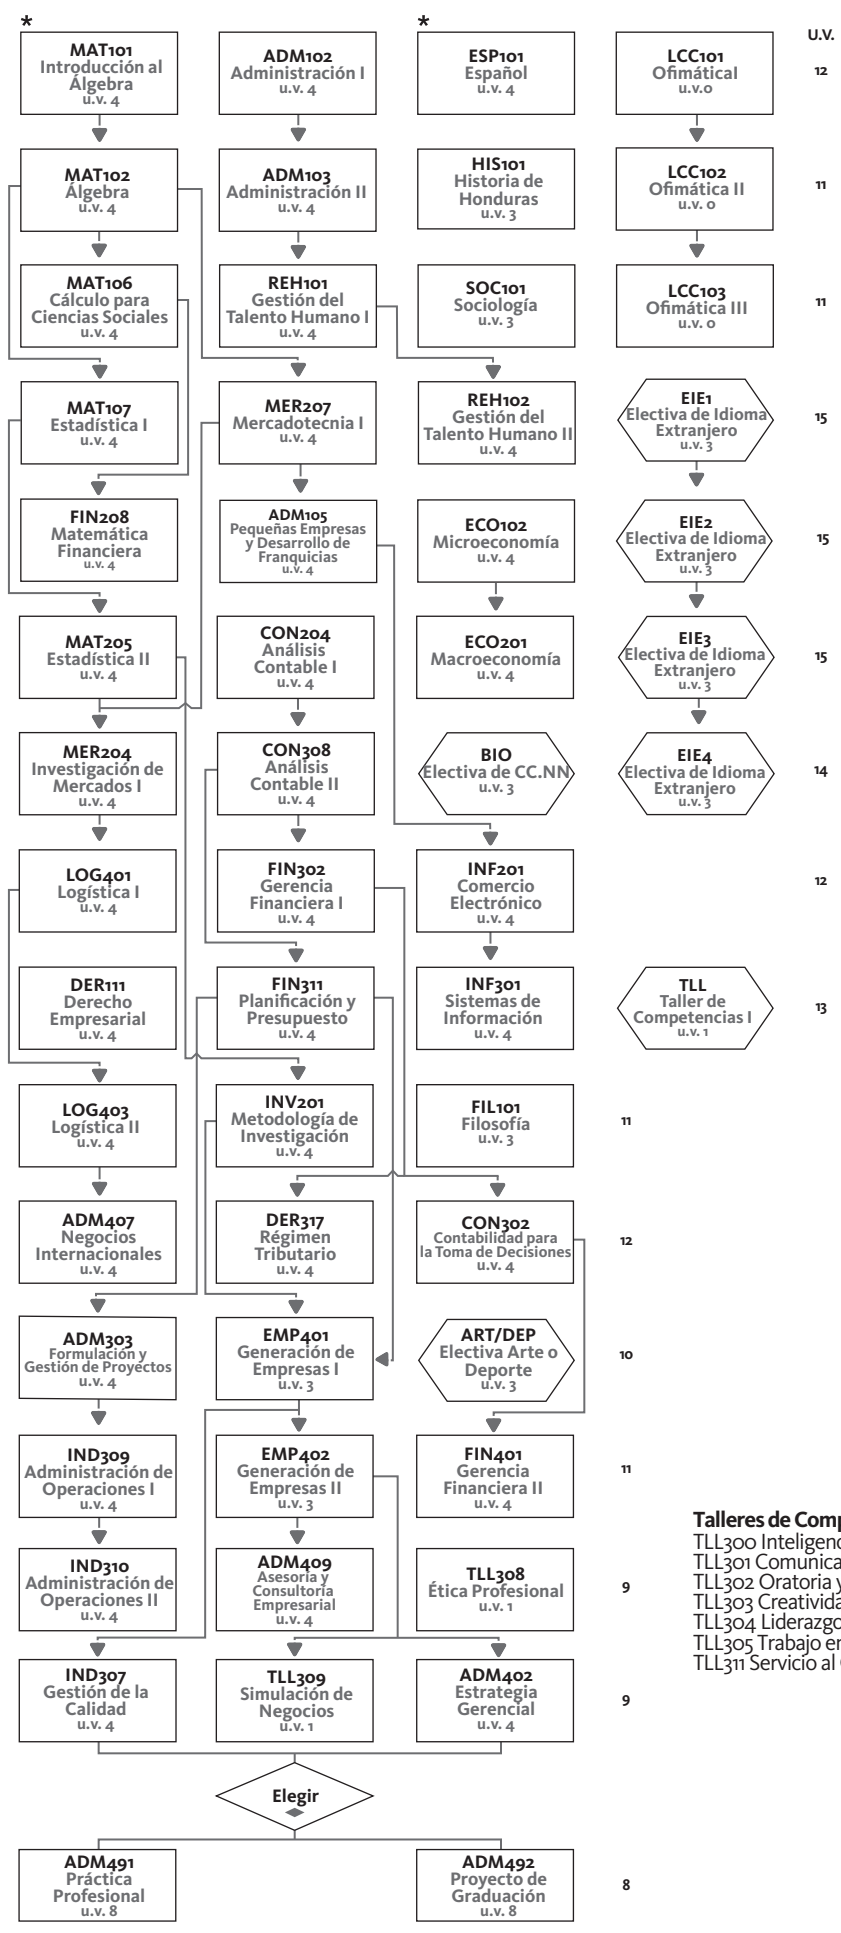 *
*
U.V.
MAT101
Introducción al
Álgebra
u.v. 4
ADM102
Administración I
u.v. 4
ESP101
Español
u.v. 4
LCC101
OfimáticaI
u.v.0
12
MAT102
Álgebra
u.v. 4
ADM103
Administración II
u.v. 4
HIS101
Historia de
Honduras
u.v. 3
LCC102
Ofimática II
u.v. 0
11
MAT106
Cálculo para
Ciencias Sociales
u.v. 4
REH101
Gestión del
Talento Humano I
u.v. 4
SOC101
Sociología
u.v. 3
LCC103
Ofimática III
u.v. 0
11
MAT107
Estadística I
u.v. 4
MER207
Mercadotecnia I
u.v. 4
REH102
Gestión del
Talento Humano II
u.v. 4
EIE1
Electiva de Idioma
Extranjero
u.v. 3
15
FIN208
Matemática
Financiera
u.v. 4
ADM105
Pequeñas Empresas
y Desarrollo de
Franquicias
u.v. 4
ECO102
Microeconomía
u.v. 4
EIE2
Electiva de Idioma
Extranjero
u.v. 3
15
MAT205
Estadística II
u.v. 4
CON204
Análisis
Contable I
u.v. 4
ECO201
Macroeconomía
u.v. 4
EIE3
Electiva de Idioma
Extranjero
u.v. 3
15
MER204
Investigación de
Mercados I
u.v. 4
CON308
Análisis
Contable II
u.v. 4
BIO
Electiva de CC.NN
u.v. 3
EIE4
Electiva de Idioma
Extranjero
u.v. 3
14
LOG401
Logística I
u.v. 4
FIN302
Gerencia
Financiera I
u.v. 4
INF201
Comercio
Electrónico
u.v. 4
12
DER111
Derecho
Empresarial
u.v. 4
FIN311
Planificación y
Presupuesto
u.v. 4
INF301
Sistemas de
Información
u.v. 4
TLL
Taller de
Competencias I
u.v. 1
13
LOG403
Logística II
u.v. 4
INV201
Metodología de
Investigación
u.v. 4
FIL101
Filosofía
u.v. 3
11
ADM407
Negocios
Internacionales
u.v. 4
DER317
Régimen
Tributario
u.v. 4
CON302
Contabilidad para
la Toma de Decisiones
u.v. 4
12
ADM303
Formulación y
Gestión de Proyectos
u.v. 4
EMP401
Generación de
Empresas I
u.v. 3
ART/DEP
Electiva Arte o
Deporte
u.v. 3
10
IND309
Administración de
Operaciones I
u.v. 4
EMP402
Generación de
Empresas II
u.v. 3
FIN401
Gerencia
Financiera II
u.v. 4
11
Talleres de Comp
TLL300 Inteligenc
TLL301 Comunica
TLL302 Oratoria y
TLL303 Creativida
TLL304 Liderazgo
TLL305 Trabajo en
TLL311 Servicio al
IND310
Administración de
Operaciones II
u.v. 4
ADM409
Asesoría y
Consultoría
Empresarial
u.v. 4
TLL308
Ética Profesional
u.v. 1
9
IND307
Gestión de la
Calidad
u.v. 4
TLL309
Simulación de
Negocios
u.v. 1
ADM402
Estrategia
Gerencial
u.v. 4
9
Elegir
ADM491
Práctica
Profesional
u.v. 8
ADM492
Proyecto de
Graduación
u.v. 8
8